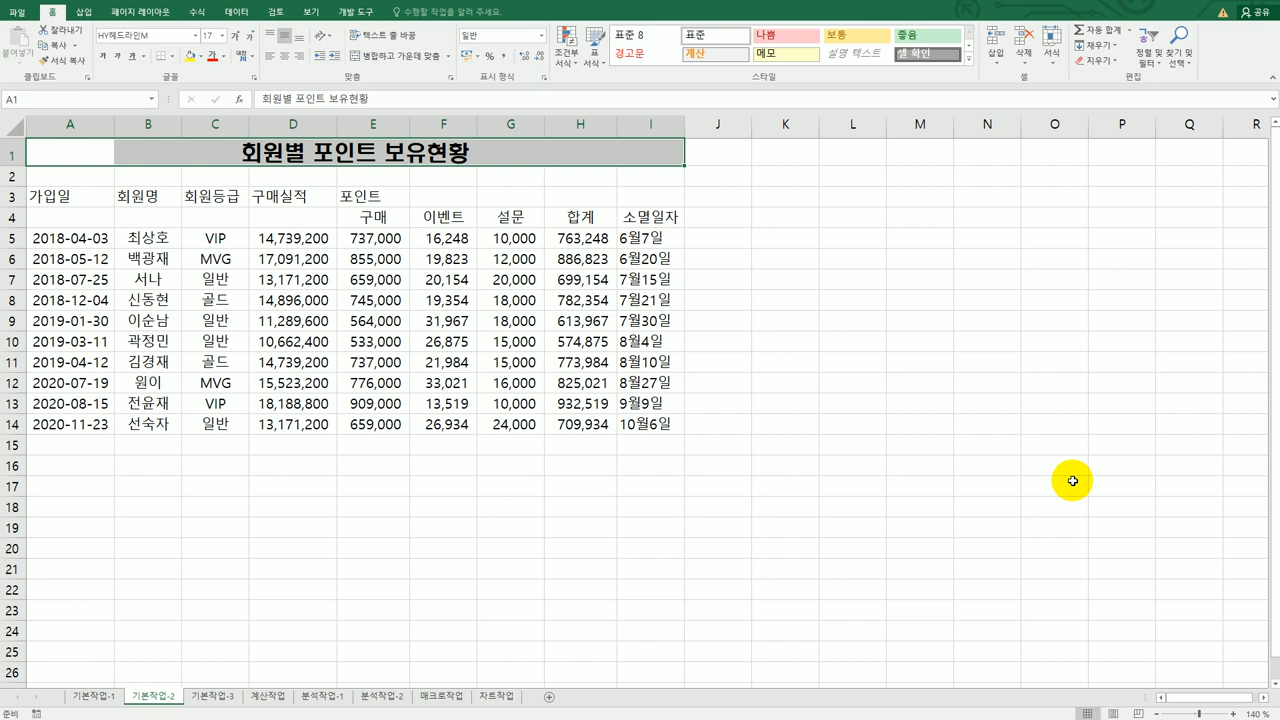 파일 홈 삽입 페이지 레이아웃 수식 데이터 검토 보기 개발 도구 수행할 작업을 알려 주세요. 공유
붙여넣기 잘라내기 복사 서식 복사 클립보드
HY헤드라인M 17 가 가 가 글꼴
텍스트 줄 바꿈 병합하고 가운데 맞춤 맞춤
일반 표시 형식
조건부 서식 표 서식 표준 8 표준 나쁨 보통 좋음
경고문 계산 메모 설명 텍스트 셀 확인 스타일
삽입 삭제 서식 셀
자동 합계 채우기 지우기 정렬 및 필터 찾기 및 선택 편집
A1 fx 회원별 포인트 보유현황
A B C D E F G H I J K L M N O P Q R
1 회원별 포인트 보유현황
2
3 가입일 회원명 회원등급 구매실적 포인트
4 구매 이벤트 설문 합계 소멸일자
5 2018-04-03 최상호 VIP 14,739,200 737,000 16,248 10,000 763,248 6월7일
6 2018-05-12 백광재 MVG 17,091,200 855,000 19,823 12,000 886,823 6월20일
7 2018-07-25 서나 일반 13,171,200 659,000 20,154 20,000 699,154 7월15일
8 2018-12-04 신동현 골드 14,896,000 745,000 19,354 18,000 782,354 7월21일
9 2019-01-30 이순남 일반 11,289,600 564,000 31,967 18,000 613,967 7월30일
10 2019-03-11 곽정민 일반 10,662,400 533,000 26,875 15,000 574,875 8월4일
11 2019-04-12 김경재 골드 14,739,200 737,000 21,984 15,000 773,984 8월10일
12 2020-07-19 원이 MVG 15,523,200 776,000 33,021 16,000 825,021 8월27일
13 2020-08-15 전윤재 VIP 18,188,800 909,000 13,519 10,000 932,519 9월9일
14 2020-11-23 선숙자 일반 13,171,200 659,000 26,934 24,000 709,934 10월6일
15
16
17
18
19
20
21
22
23
24
25
26
기본작업-1 기본작업-2 기본작업-3 계산작업 분석작업-1 분석작업-2 매크로작업 차트작업
준비 140 %